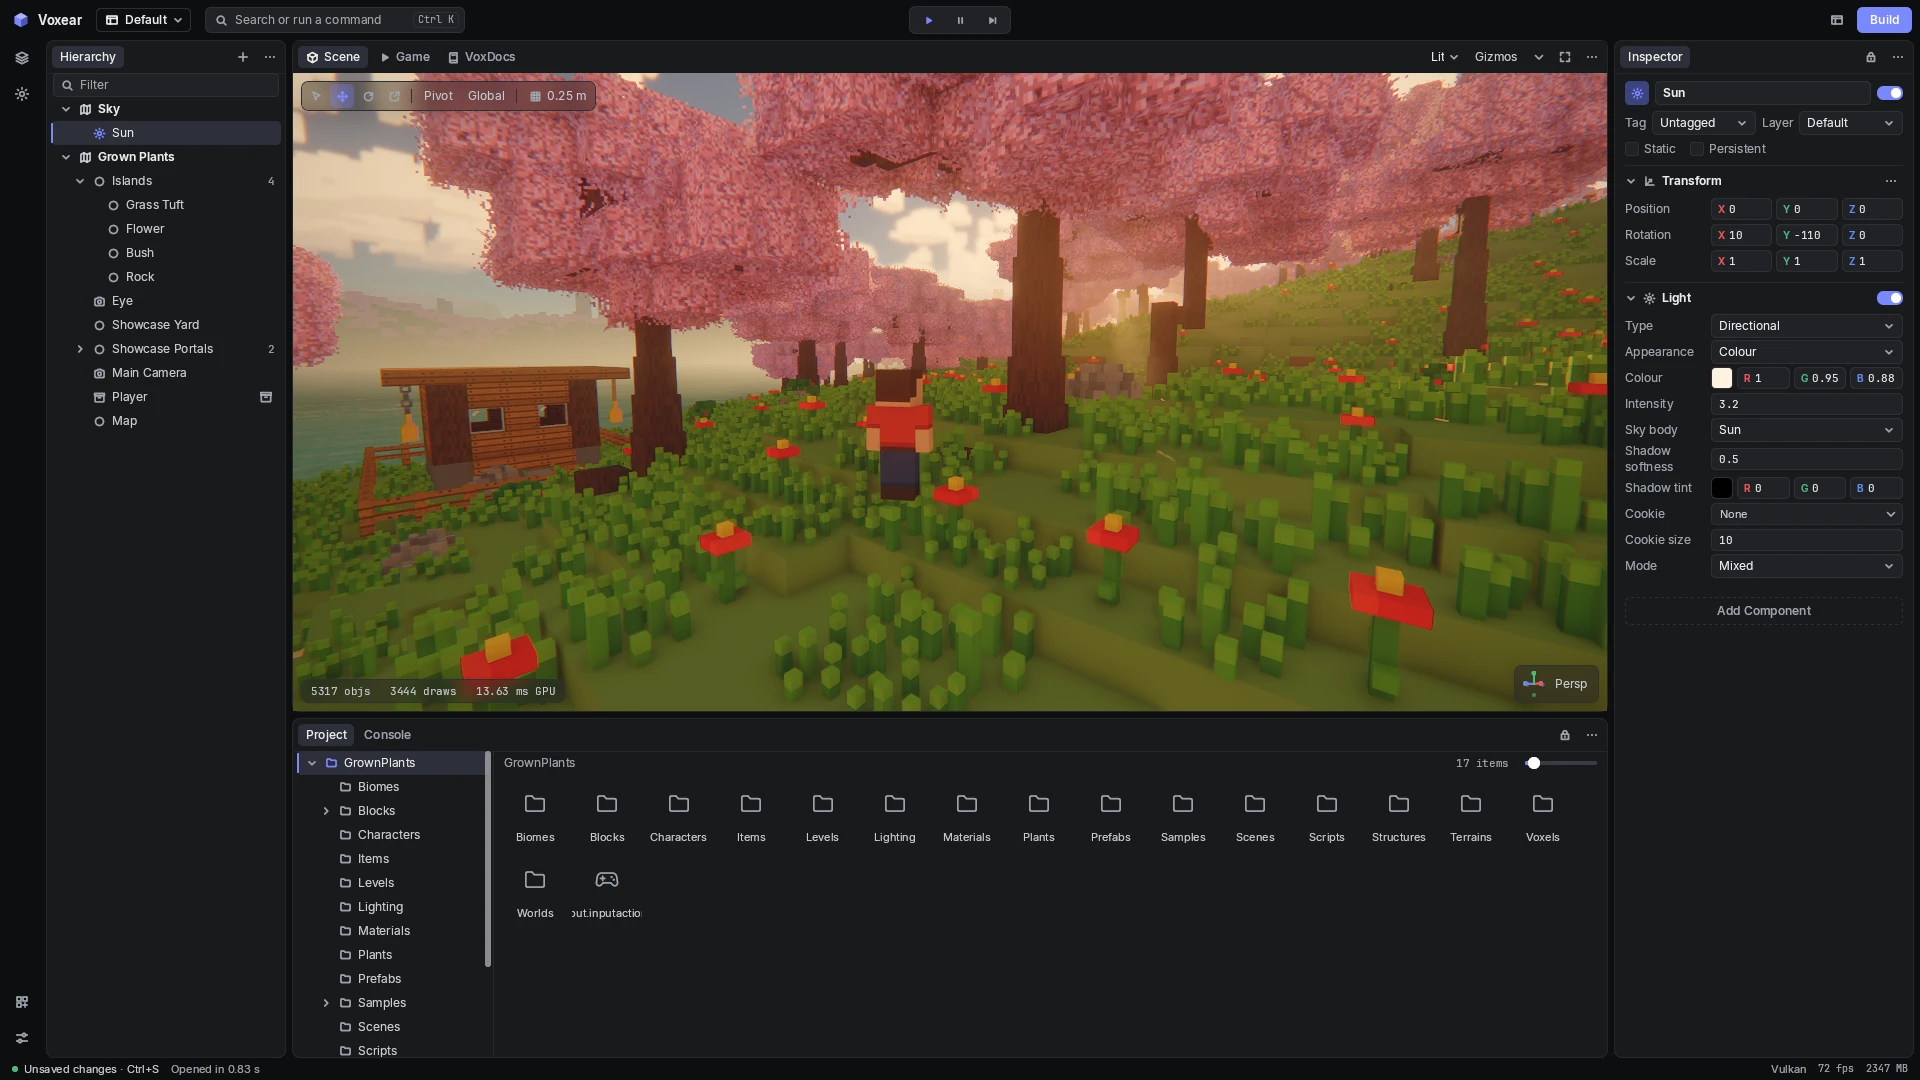 Voxear
Default
Search or run a command
Ctrl K
Build
Hierarchy
Filter
Sky
Sun
Grown Plants
Islands 4
Grass Tuft
Flower
Bush
Rock
Eye
Showcase Yard
Showcase Portals 2
Main Camera
Player
Map
Scene
Game
VoxDocs
Lit
Gizmos
Pivot
Global
0.25 m
5317 objs 3444 draws 13.63 ms GPU
Persp
Project
Console
GrownPlants
Biomes
Blocks
Characters
Items
Levels
Lighting
Materials
Plants
Prefabs
Samples
Scenes
Scripts
GrownPlants
17 items
Biomes
Blocks
Characters
Items
Levels
Lighting
Materials
Plants
Prefabs
Samples
Scenes
Scripts
Structures
Terrains
Voxels
Worlds
out.inputaction
Inspector
Sun
Tag Untagged Layer Default
Static Persistent
Transform
Position X 0 Y 0 Z 0
Rotation X 10 Y -110 Z 0
Scale X 1 Y 1 Z 1
Light
Type Directional
Appearance Colour
Colour R 1 G 0.95 B 0.88
Intensity 3.2
Sky body Sun
Shadow
softness 0.5
Shadow tint R 0 G 0 B 0
Cookie None
Cookie size 10
Mode Mixed
Add Component
Unsaved changes · Ctrl+S Opened in 0.83 s
Vulkan 72 fps 2347 MB